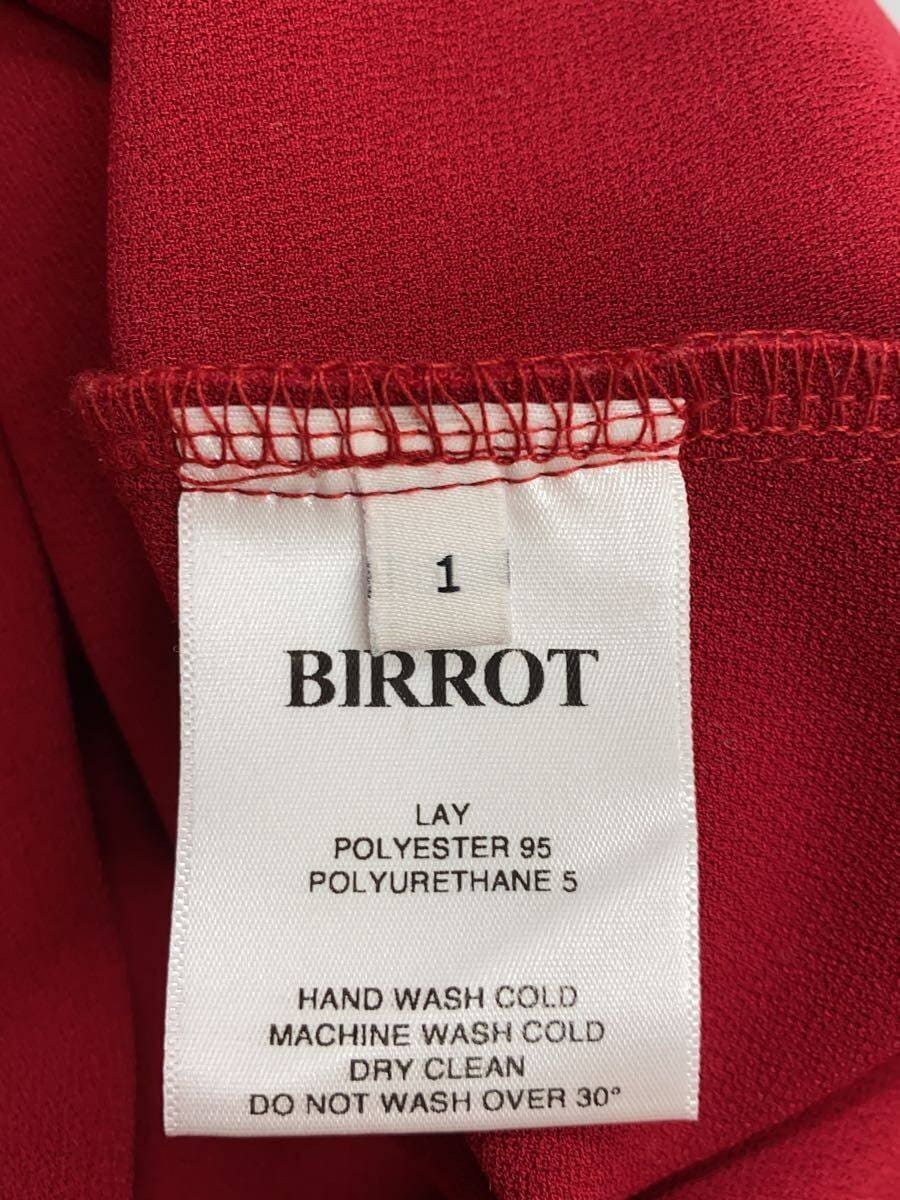 1
BIRROT
LAY
POLYESTER 95
POLYURETHANE 5
HAND WASH COLD
MACHINE WASH COLD
DRY CLEAN
DO NOT WASH OVER 30°